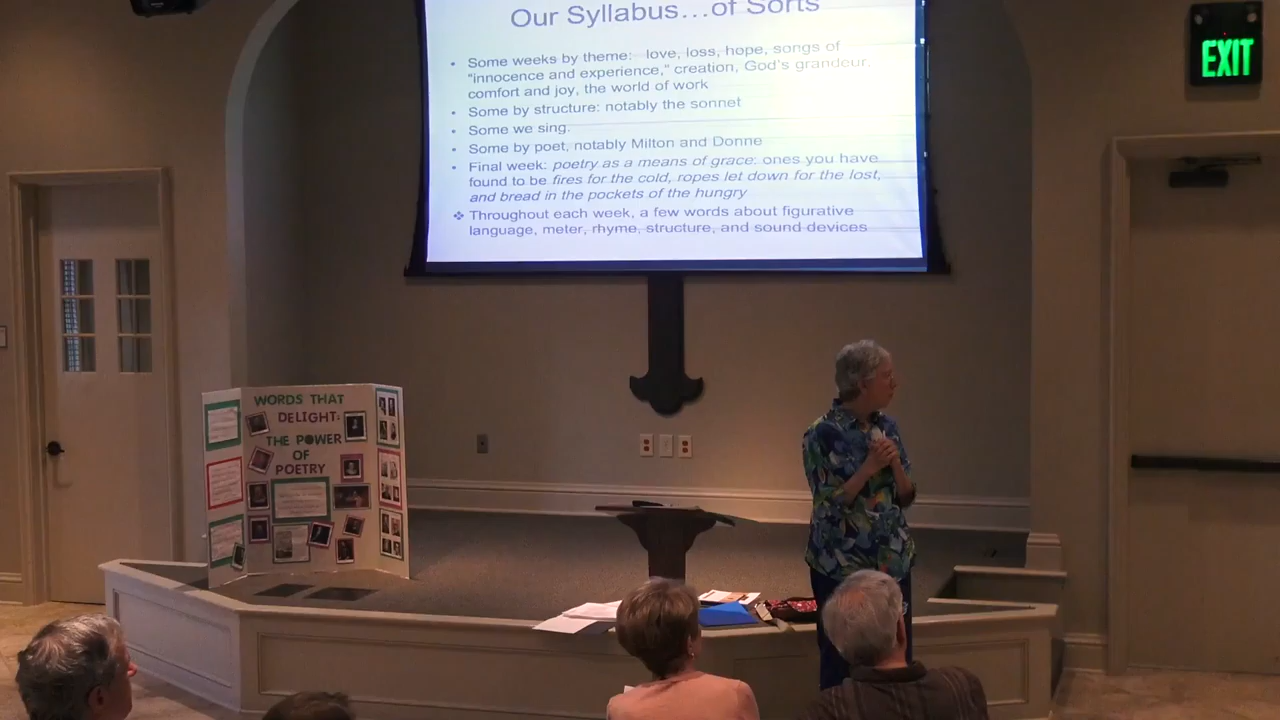 Our Syllabus...of Sorts
• Some weeks by theme: love, loss, hope, songs of
"innocence and experience," creation, God's grandeur,
comfort and joy, the world of work
• Some by structure: notably the sonnet
• Some we sing.
• Some by poet, notably Milton and Donne
• Final week: poetry as a means of grace: ones you have
found to be fires for the cold, ropes let down for the lost,
and bread in the pockets of the hungry
❖ Throughout each week, a few words about figurative
language, meter, rhyme, structure, and sound devices
EXIT
WORDS THAT
DELIGHT:
THE POWER
OF
POETRY